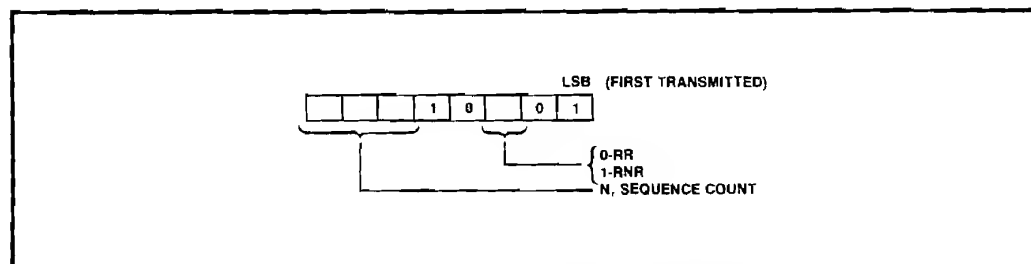 LSB (FIRST TRANSMITTED)
1 0 0 1
0-RR
1-RNR
N, SEQUENCE COUNT